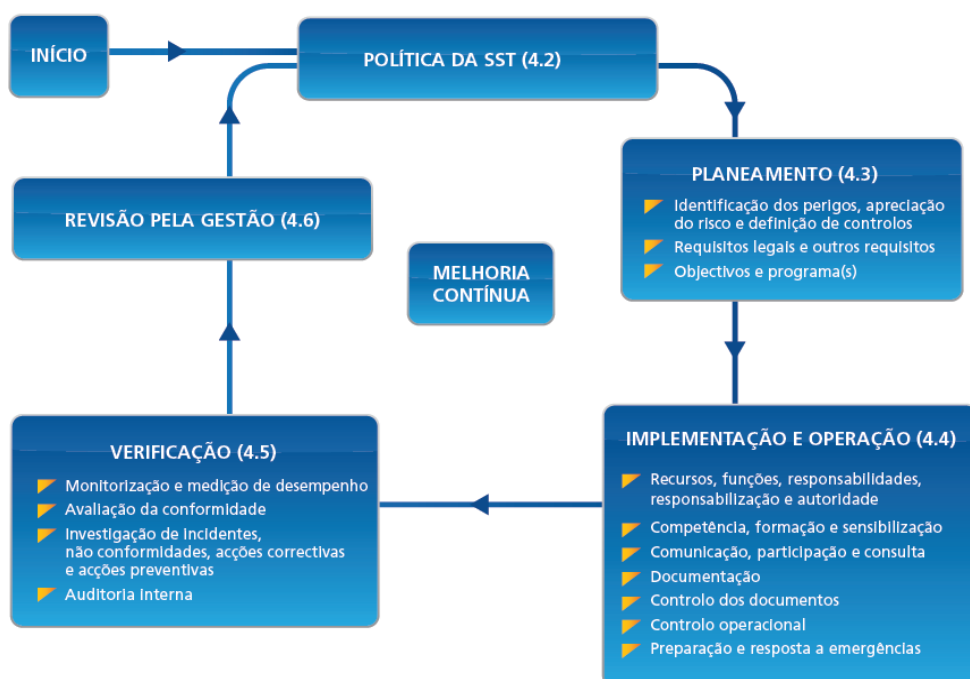 INÍCIO
POLÍTICA DA SST (4.2)
PLANEAMENTO (4.3)
Identificação dos perigos, apreciação
do risco e definição de controlos
Requisitos legais e outros requisitos
Objectivos e programa(s)
REVISÃO PELA GESTÃO (4.6)
MELHORIA
CONTÍNUA
IMPLEMENTAÇÃO E OPERAÇÃO (4.4)
Recursos, funções, responsabilidades,
responsabilização e autoridade
Competência, formação e sensibilização
Comunicação, participação e consulta
Documentação
Controlo dos documentos
Controlo operacional
Preparação e resposta a emergências
VERIFICAÇÃO (4.5)
Monitorização e medição de desempenho
Avaliação da conformidade
Investigação de incidentes,
não conformidades, acções correctivas
e acções preventivas
Auditoria interna